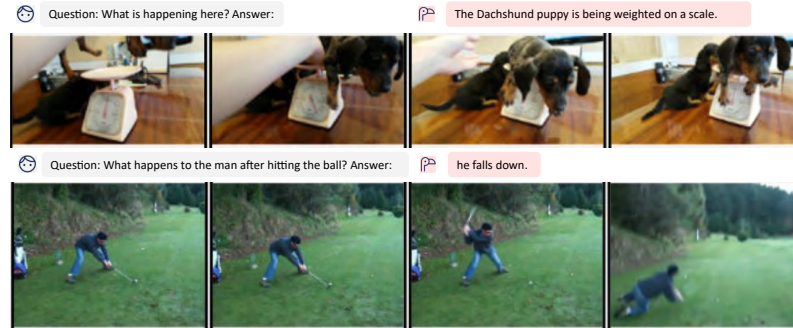 Question: What is happening here? Answer:
The Dachshund puppy is being weighted on a scale.
Question: What happens to the man after hitting the ball? Answer:
he falls down.